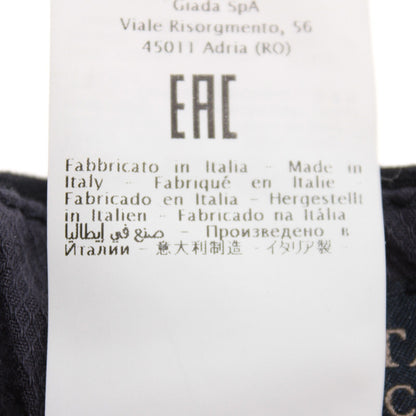 Giada SpA
Viale Risorgmento, 56
45011 Adria (RO)
EAC
Fabbricato in Italia - Made in
Italy - Fabriqué en Italie -
Fabricado en Italia - Hergestellt
in Italien - Fabricado na Itália
- صنع في إيطاليا - Произведено в
Италии - 意大利制造 - イタリア製 -